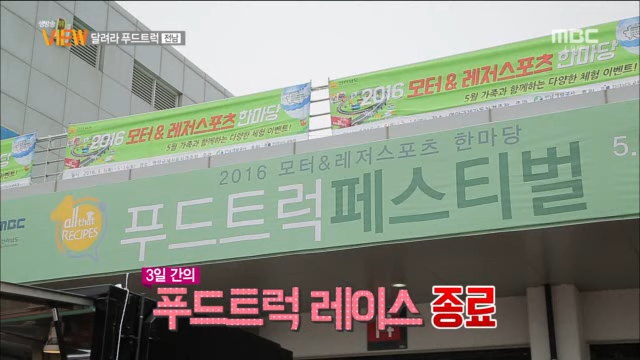 생방송 VIEW 달려라 푸드트럭 전남
MBC
2016 모터 & 레저스포츠 한마당
5월 가족과 함께하는 다양한 체험 이벤트!
2016 모터 & 레저스포츠 한마당
5월 가족과 함께하는 다양한 체험 이벤트!
2016 모터&레저스포츠 한마당
MBC
all that RECIPES
푸드트럭페스티벌
5.
3일 간의
푸드트럭 레이스 종료